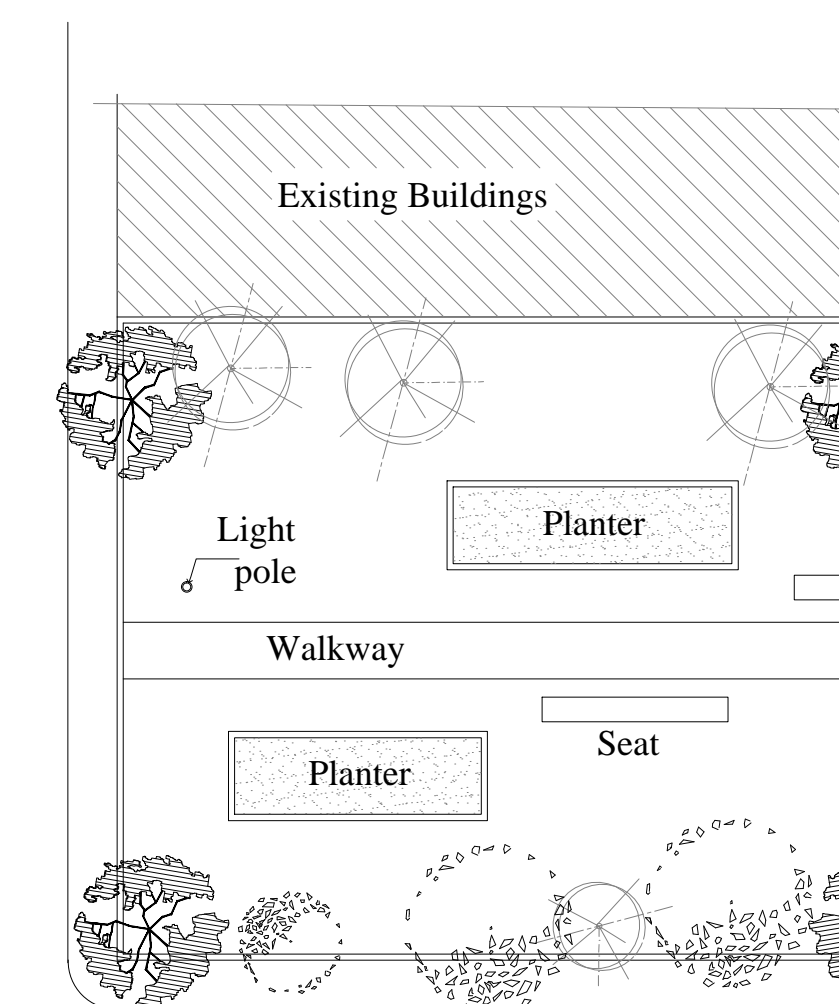 Existing Buildings
Planter
Light
pole
Walkway
Seat
Planter